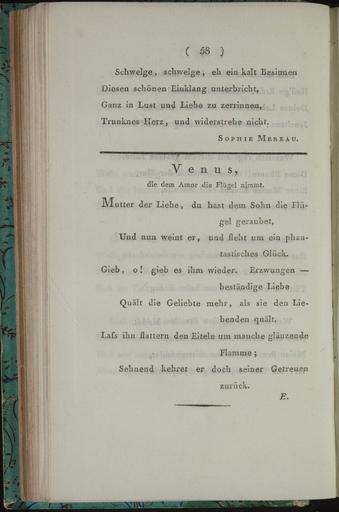 ( 58 )
Schwelge, schwelge, eh ein kalt Besinnen
Diesen schönen Einklang unterbricht,
Ganz in Lust und Liebe zu zerrinnen,
Trunknes Herz, und widerstrebe nicht.
SOPHIE MEREAU.
Venus,
die dem Amor die Flügel nimmt.
Mutter der Liebe, du hast dem Sohn die Flü-
gel geraubet,
Und nun weint er, und fleht um ein phan-
tastisches Glück.
Gieb, o! gieb es ihm wieder. Erzwungen —
beständige Liebe
Quält die Geliebte mehr, als sie den Lie-
benden quält.
Lass ihn flattern den Eiteln um manche glänzende
Flamme;
Sehnend kehret er doch seiner Getreuen
zurück.
E.